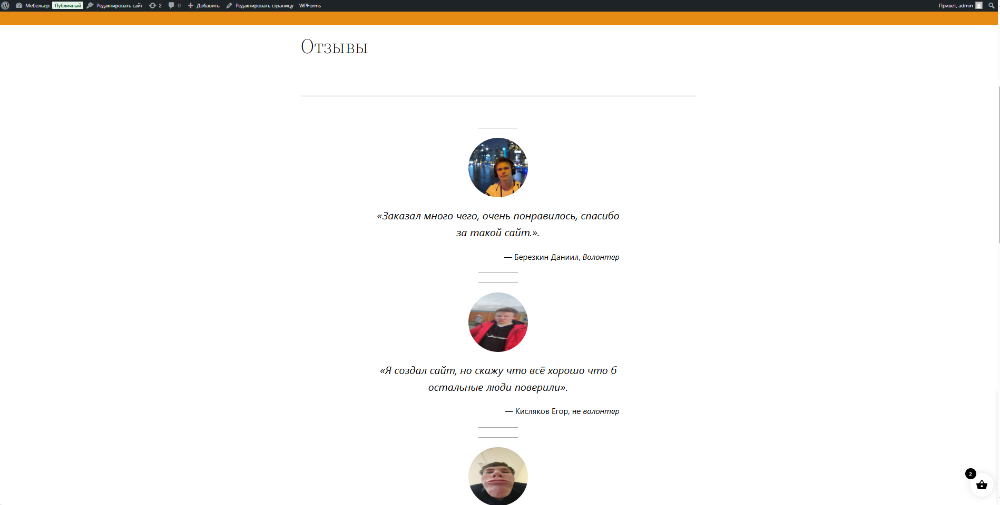 Мебельер Публичный Редактировать сайт 2 0 Добавить Редактировать страницу WPForms Привет, admin
Отзывы
«Заказал много чего, очень понравилось, спасибо
за такой сайт.».
— Березкин Даниил, Волонтер
«Я создал сайт, но скажу что всё хорошо что б
остальные люди поверили».
— Кисляков Егор, не волонтер
2